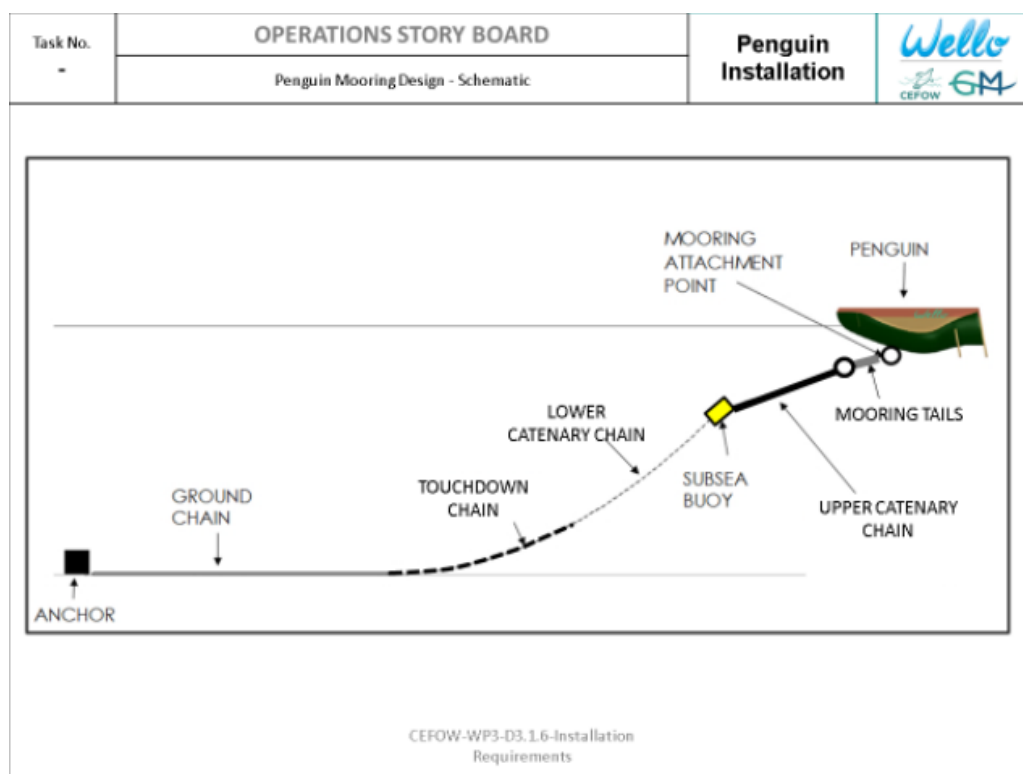 Task No.
-
OPERATIONS STORY BOARD
Penguin Mooring Design - Schematic
Penguin
Installation
Wello
CEFOW
GM
MOORING
ATTACHMENT
POINT
PENGUIN
wello
MOORING TAILS
LOWER
CATENARY CHAIN
SUBSEA
BUOY
UPPER CATENARY
CHAIN
TOUCHDOWN
CHAIN
GROUND
CHAIN
ANCHOR
CEFOW-WP3-D3.1.6-Installation
Requirements